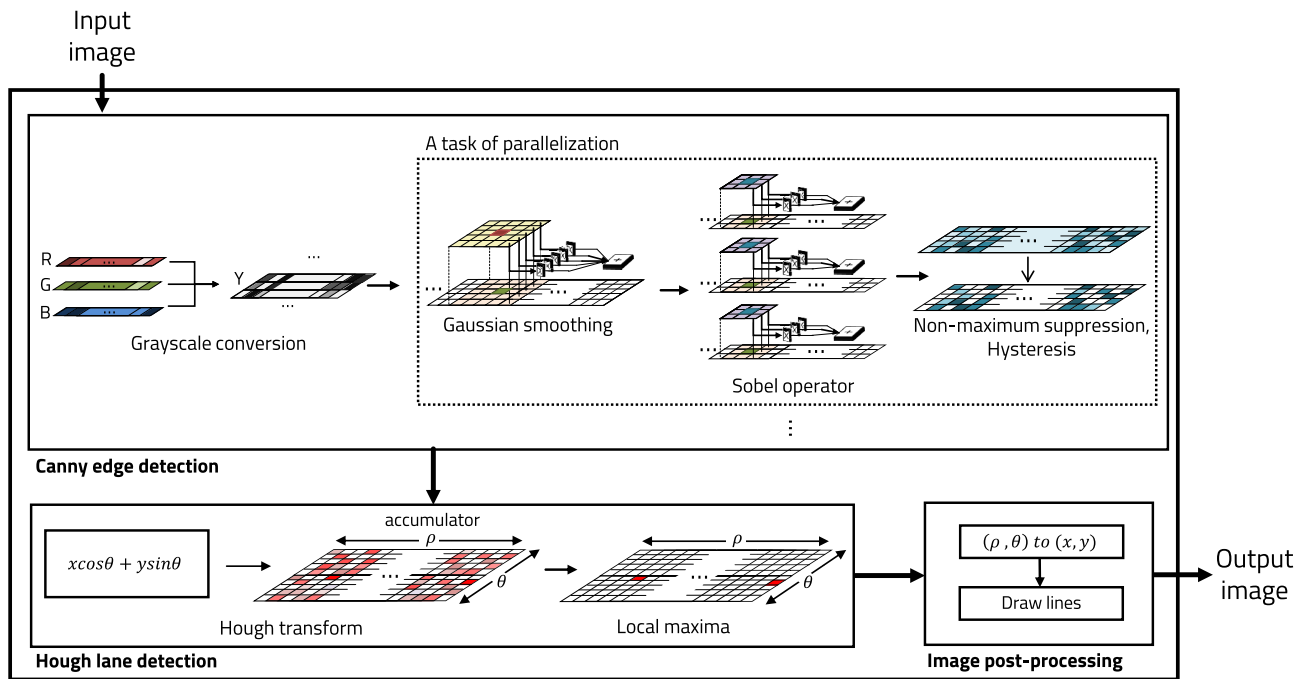 Input
image
A task of parallelization
R
G
B
...
...
Y
...
...
Grayscale conversion
...
...
Gaussian smoothing
...
...
...
...
...
...
Sobel operator
...
...
Non-maximum suppression,
Hysteresis
⋮
Canny edge detection
xcosθ + ysinθ
accumulator
ρ
θ
...
Hough transform
ρ
θ
...
Local maxima
Hough lane detection
(ρ , θ) to (x, y)
Draw lines
Image post-processing
Output
image